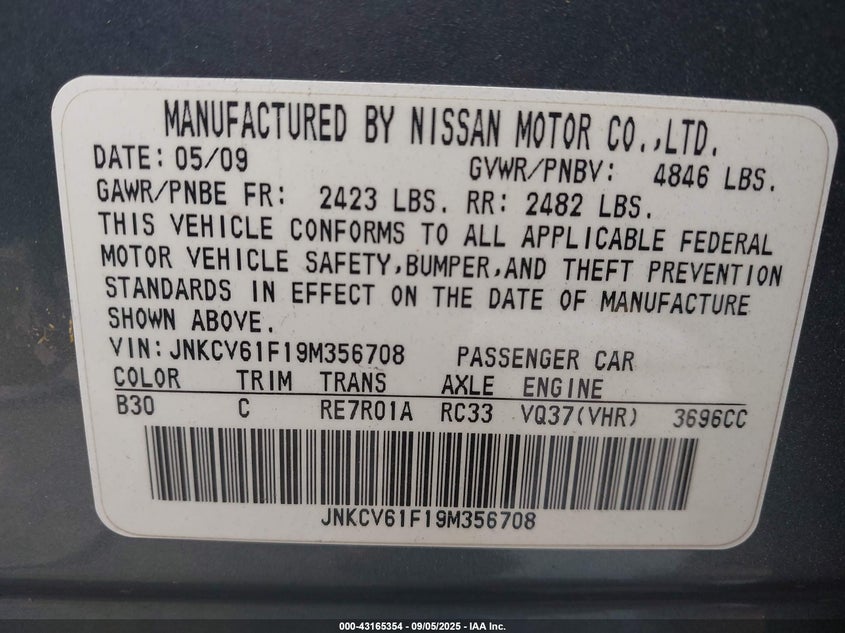 MANUFACTURED BY NISSAN MOTOR CO.,LTD.
DATE: 05/09 GVWR/PNBV: 4846 LBS.
GAWR/PNBE FR: 2423 LBS. RR: 2482 LBS.
THIS VEHICLE CONFORMS TO ALL APPLICABLE FEDERAL
MOTOR VEHICLE SAFETY,BUMPER,AND THEFT PREVENTION
STANDARDS IN EFFECT ON THE DATE OF MANUFACTURE
SHOWN ABOVE.
VIN: JNKCV61F19M356708 PASSENGER CAR
COLOR TRIM TRANS AXLE ENGINE
B30 C RE7R01A RC33 VQ37(VHR) 3696CC
JNKCV61F19M356708
000-43165354 | 09/05/2025 - IAA Inc.